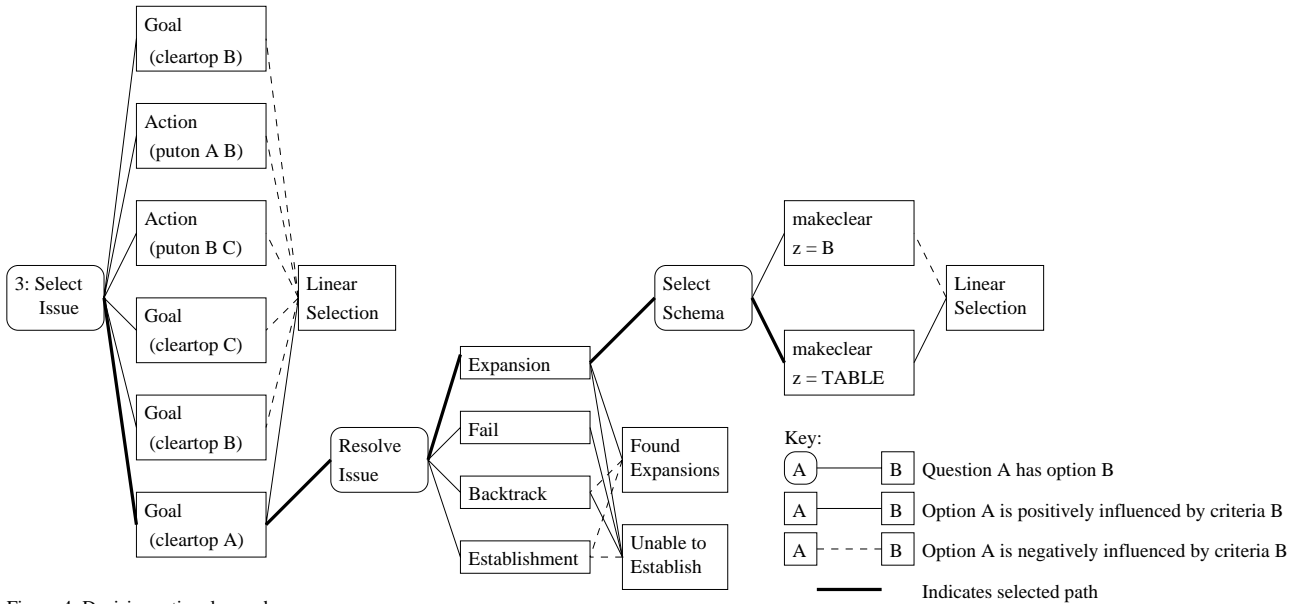 Goal
(cleartop B)
Action
(puton A B)
Action
(puton B C)
3: Select
Issue
Goal
(cleartop C)
Goal
(cleartop B)
Goal
(cleartop A)
Linear
Selection
Resolve
Issue
Expansion
Fail
Backtrack
Establishment
Found
Expansions
Unable to
Establish
Select
Schema
makeclear
z = B
makeclear
z = TABLE
Linear
Selection
Key:
A B Question A has option B
A B Option A is positively influenced by criteria B
A B Option A is negatively influenced by criteria B
Indicates selected path